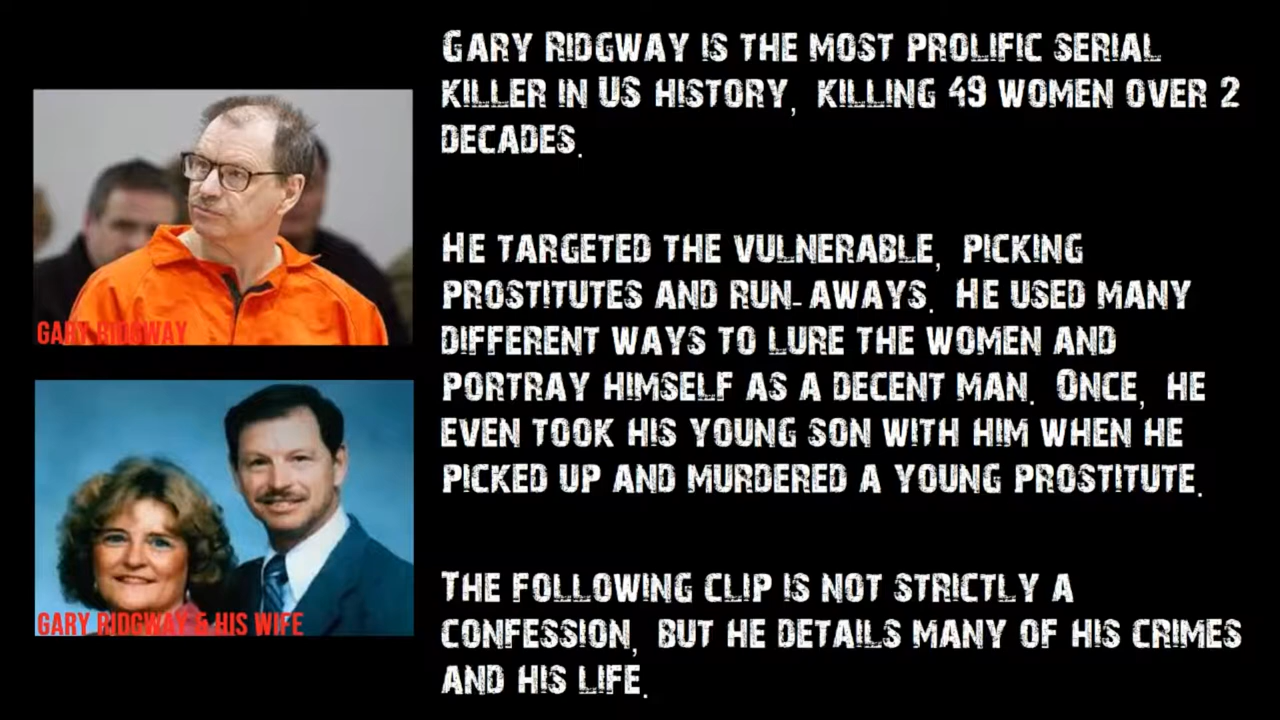 GARY RIDGWAY IS THE MOST PROLIFIC SERIAL
KILLER IN US HISTORY, KILLING 49 WOMEN OVER 2
DECADES.
HE TARGETED THE VULNERABLE, PICKING
PROSTITUTES AND RUN-AWAYS. HE USED MANY
DIFFERENT WAYS TO LURE THE WOMEN AND
PORTRAY HIMSELF AS A DECENT MAN. ONCE, HE
EVEN TOOK HIS YOUNG SON WITH HIM WHEN HE
PICKED UP AND MURDERED A YOUNG PROSTITUTE.
THE FOLLOWING CLIP IS NOT STRICTLY A
CONFESSION, BUT HE DETAILS MANY OF HIS CRIMES
AND HIS LIFE.
GARY RIDGWAY
GARY RIDGWAY & HIS WIFE